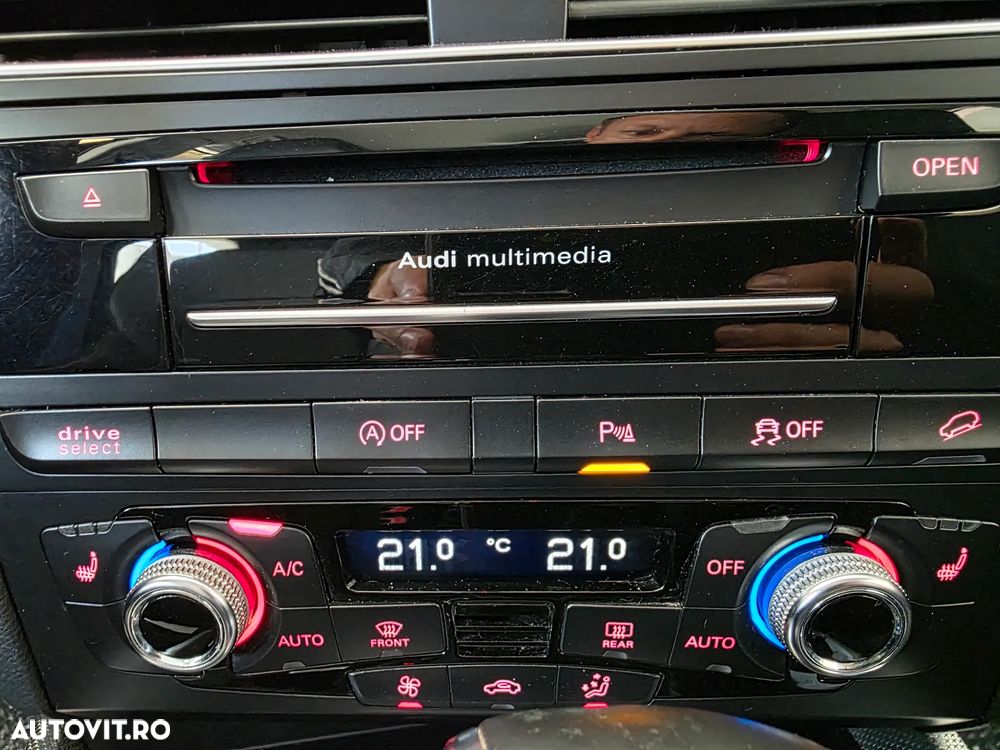 OPEN
Audi multimedia
drive
select
A OFF
P
OFF
21.0 °C 21.0
A/C
OFF
AUTO
FRONT
REAR
AUTO
AUTOVIT.RO